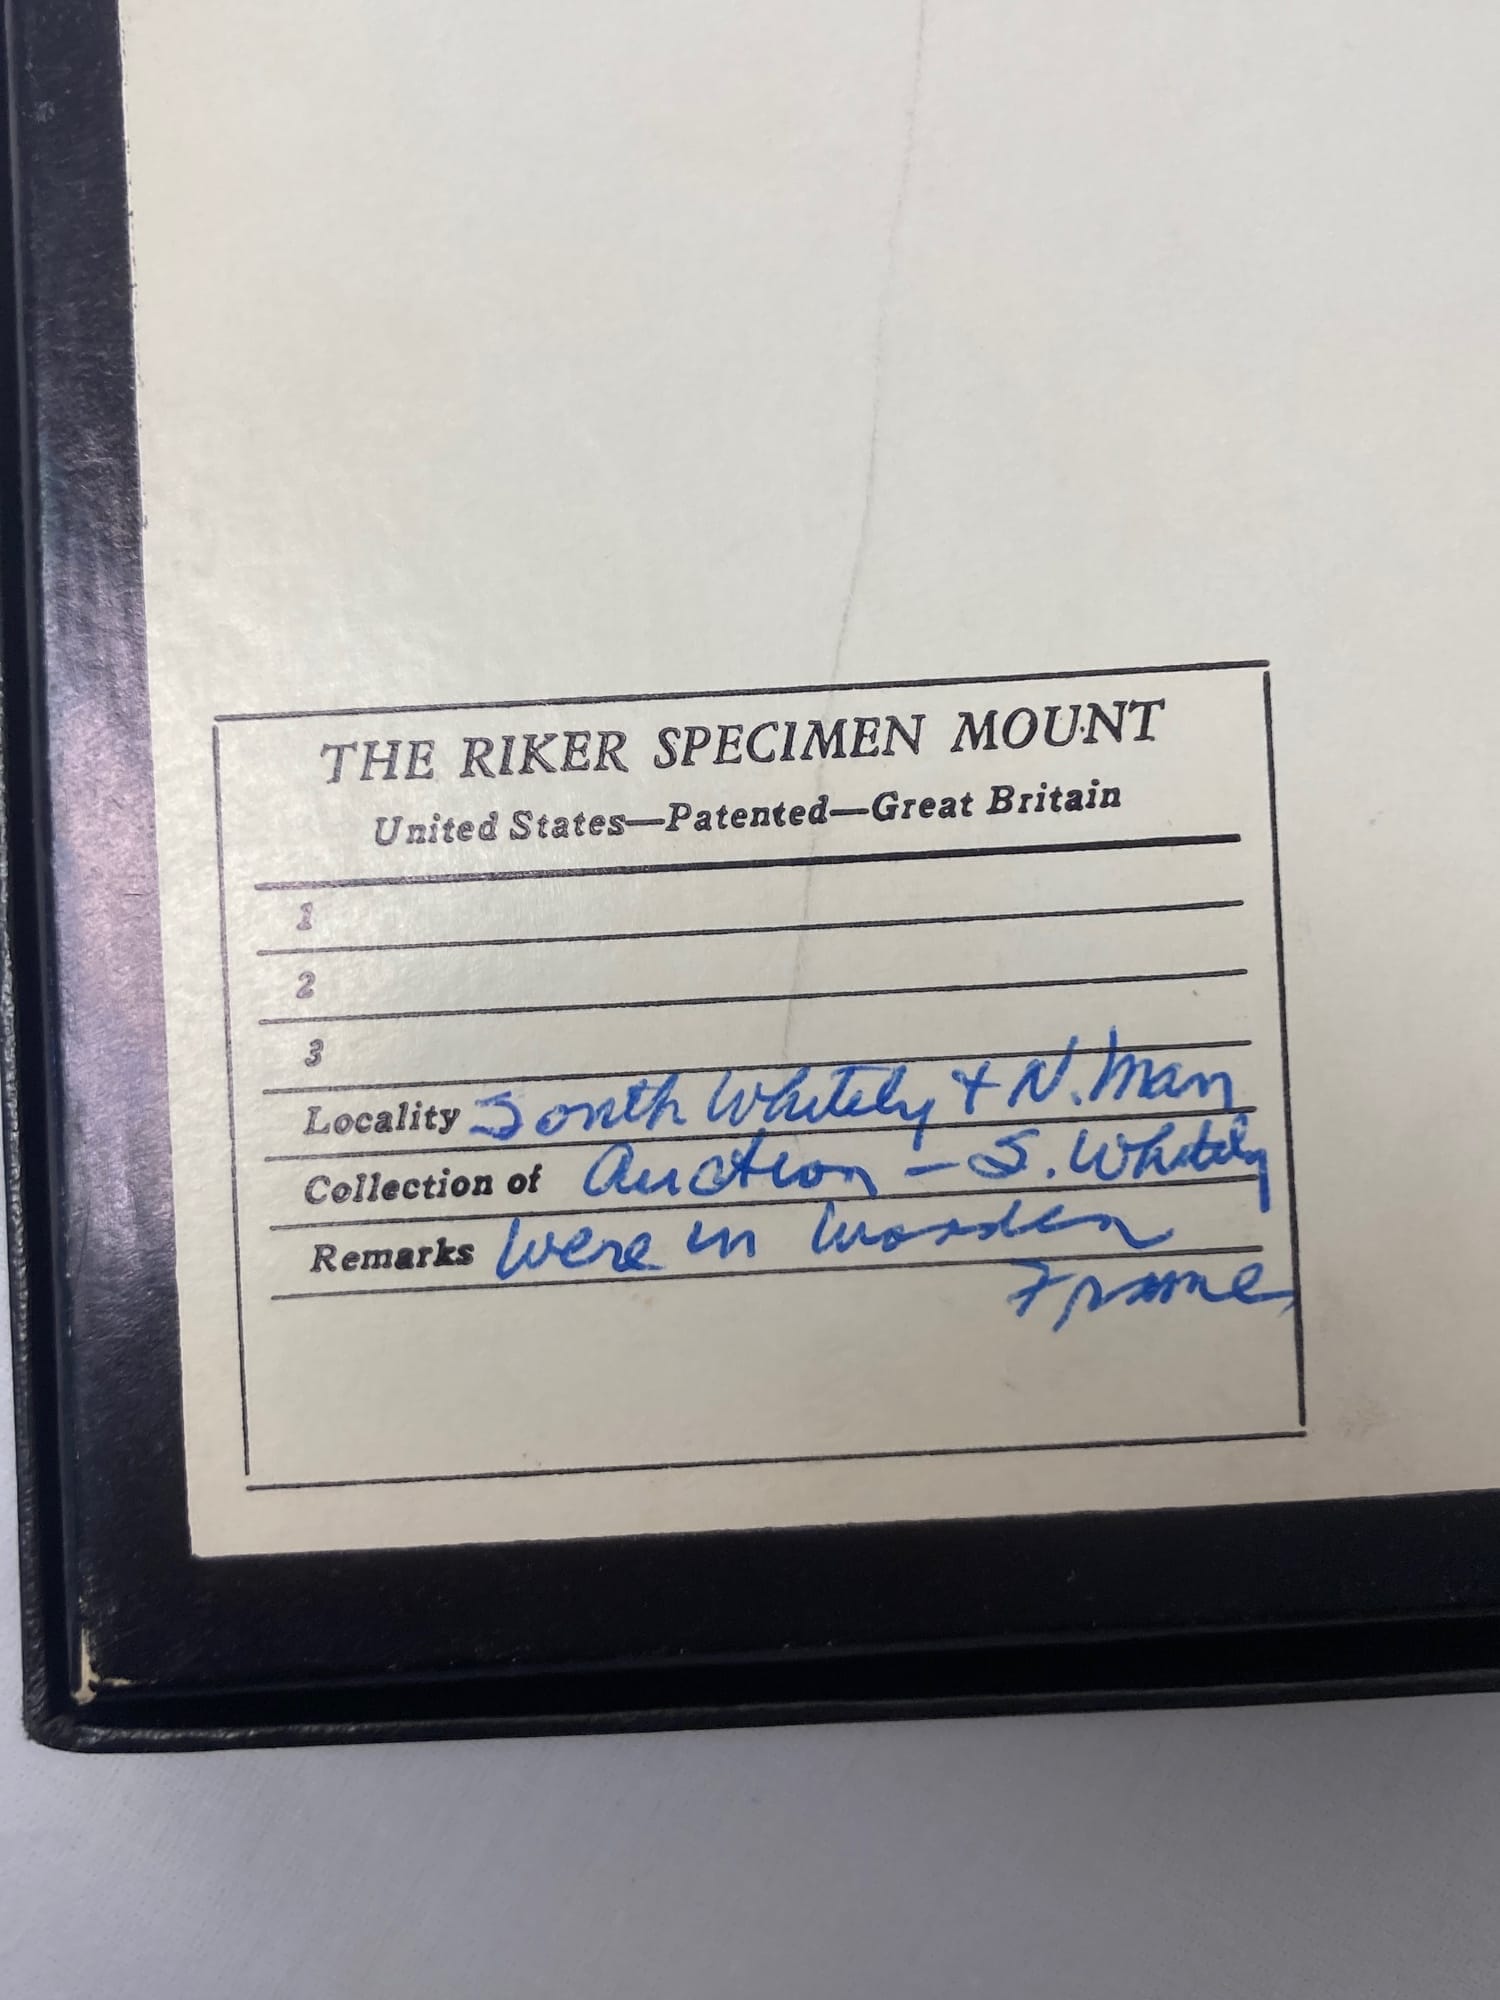 THE RIKER SPECIMEN MOUNT
United States—Patented—Great Britain
1
2
3
Locality South Whitely + N. Man
Collection of Auction - S. Whitely
Remarks Were in Wooden
Frame